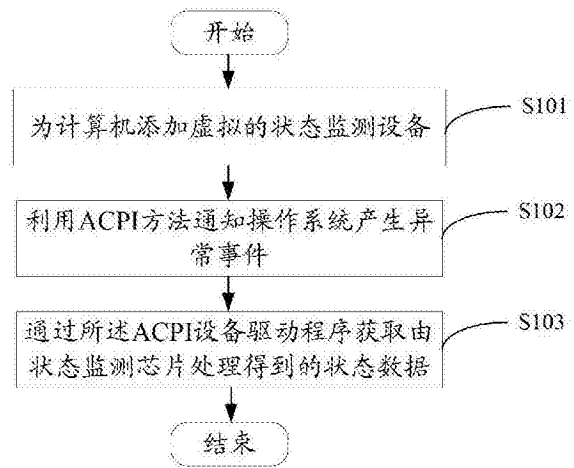 开始
为计算机添加虚拟的状态监测设备
S101
利用ACPI方法通知操作系统产生异
常事件
S102
通过所述ACPI设备驱动程序获取由
状态监测芯片处理得到的状态数据
S103
结束